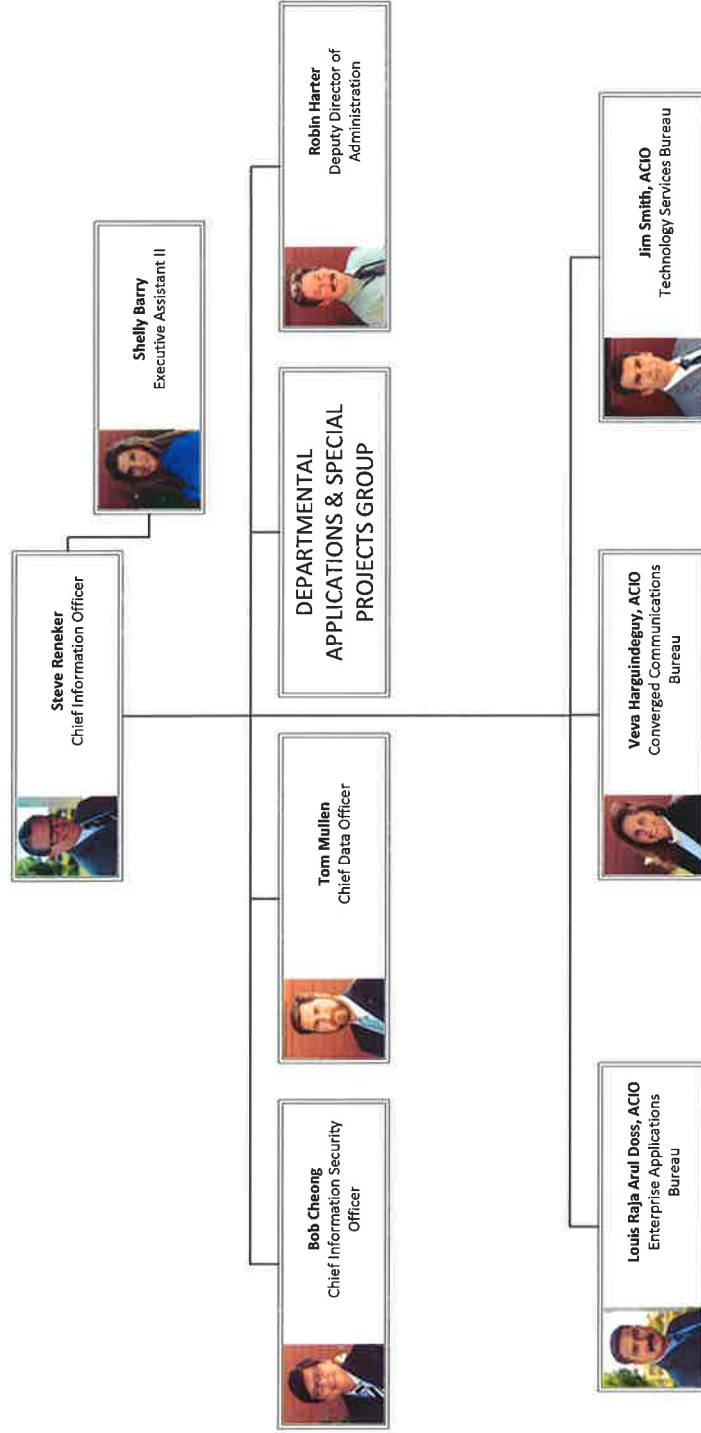 Steve Reneker
Chief Information Officer
Shelly Barry
Executive Assistant II
Bob Cheong
Chief Information Security
Officer
Tom Mullen
Chief Data Officer
DEPARTMENTAL
APPLICATIONS & SPECIAL
PROJECTS GROUP
Robin Harter
Deputy Director of
Administration
Louis Raja Arul Doss, ACIO
Enterprise Applications
Bureau
Veva Harguindeguy, ACIO
Converged Communications
Bureau
Jim Smith, ACIO
Technology Services Bureau